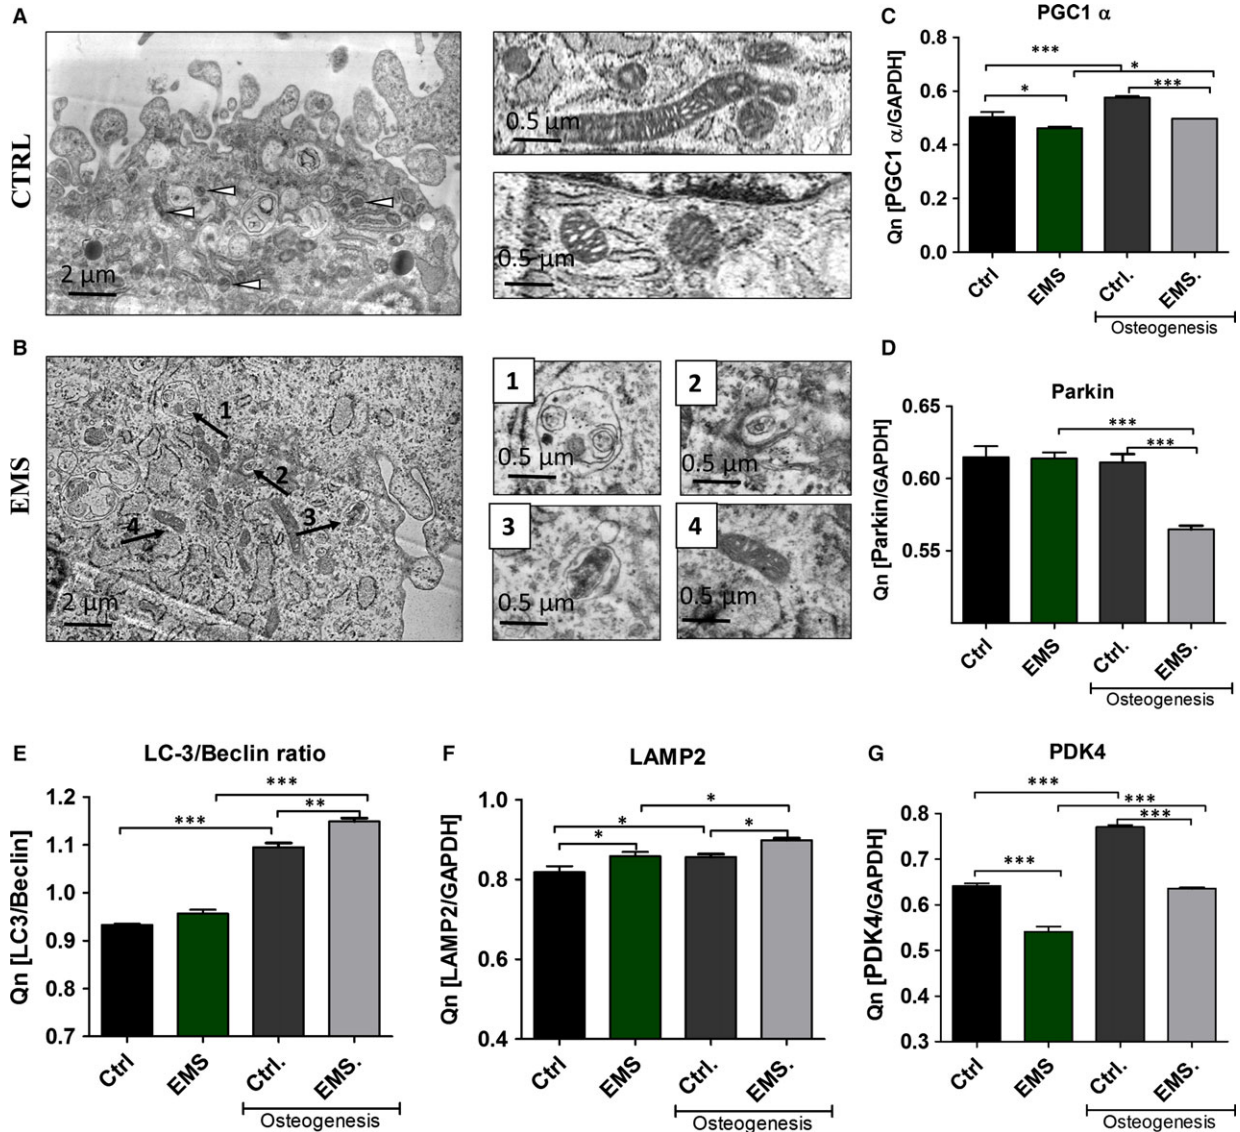 A
CTRL
2 µm
0.5 µm
0.5 µm
B
EMS
1
2
3
4
2 µm
1
0.5 µm
2
0.5 µm
3
0.5 µm
4
0.5 µm
C
PGC1 α
Qn [PGC1 α/GAPDH]
0.8
0.6
0.4
0.2
0.0
***
*
*
***
Ctrl
EMS
Ctrl.
EMS.
Osteogenesis
D
Parkin
Qn [Parkin/GAPDH]
0.65
0.60
0.55
***
***
Ctrl
EMS
Ctrl.
EMS.
Osteogenesis
E
LC-3/Beclin ratio
Qn [LC3/Beclin]
1.2
1.1
1.0
0.9
0.8
0.7
***
***
**
Ctrl
EMS
Ctrl.
EMS.
Osteogenesis
F
LAMP2
Qn [LAMP2/GAPDH]
1.0
0.8
0.6
0.4
*
*
*
*
Ctrl
EMS
Ctrl.
EMS.
Osteogenesis
G
PDK4
Qn [PDK4/GAPDH]
0.8
0.7
0.6
0.5
0.4
0.3
***
***
***
***
Ctrl
EMS
Ctrl.
EMS.
Osteogenesis